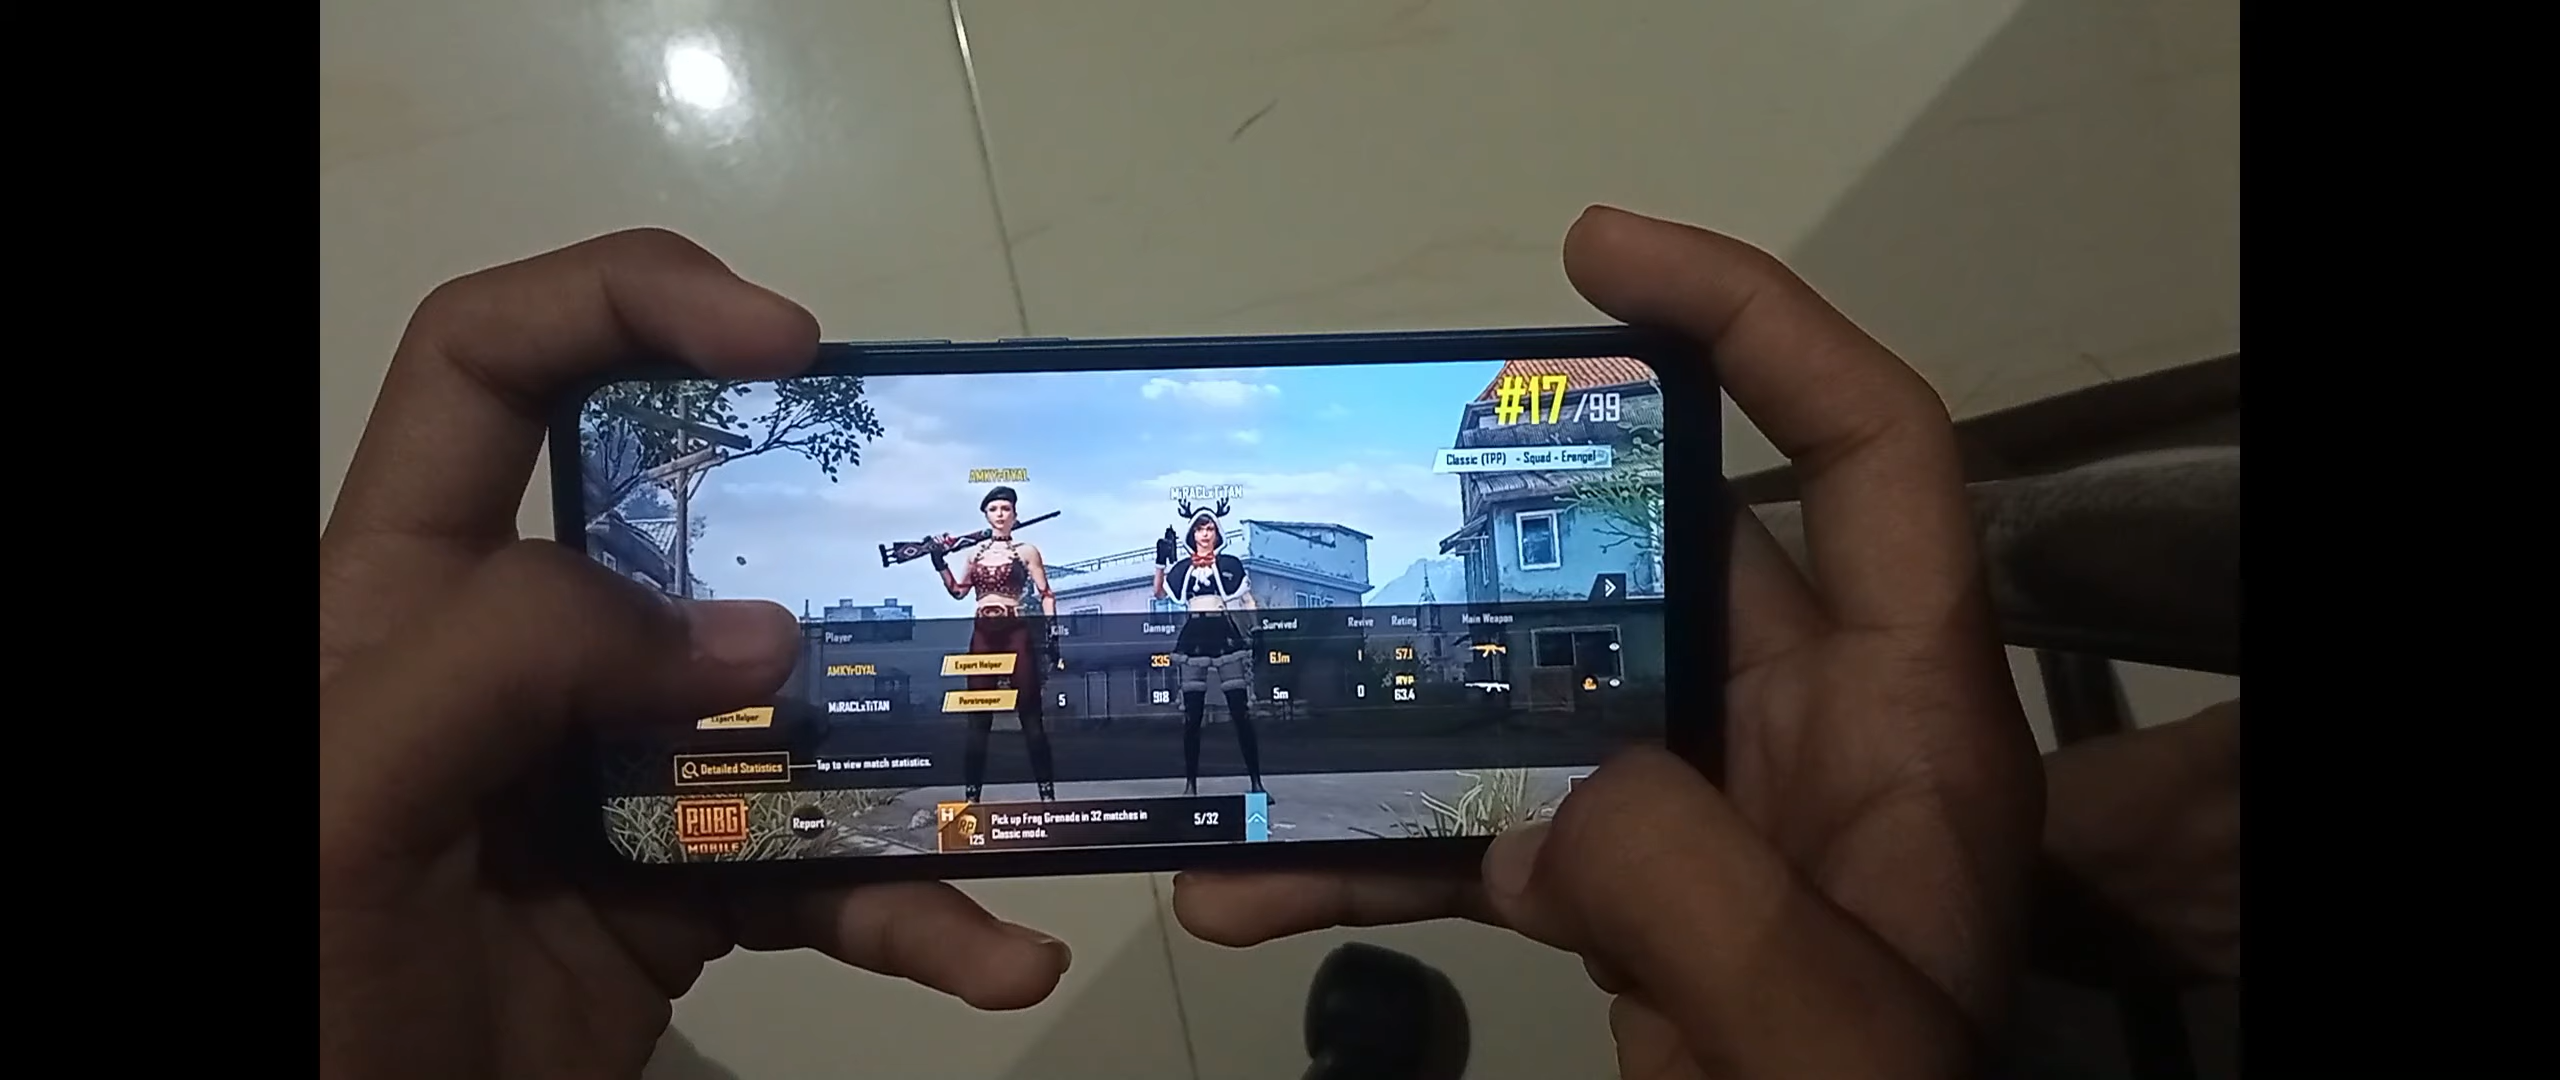 #17/99
Classic (TPP) - Squad - Erangel
AMKYrOYAL
MiRACLxTiTAN
Player Kills Damage Survived Revive Rating Main Weapon
AMKYrOYAL Expert Helper 4 335 6.1m 1 57.1
MVP
MiRACLxTiTAN Paratrooper 5 918 5m 0 63.4
Expert Helper
Detailed Statistics Tap to view match statistics.
PUBG
MOBILE
Report
H
RP
125
Pick up Frag Grenade in 32 matches in
Classic mode.
5/32